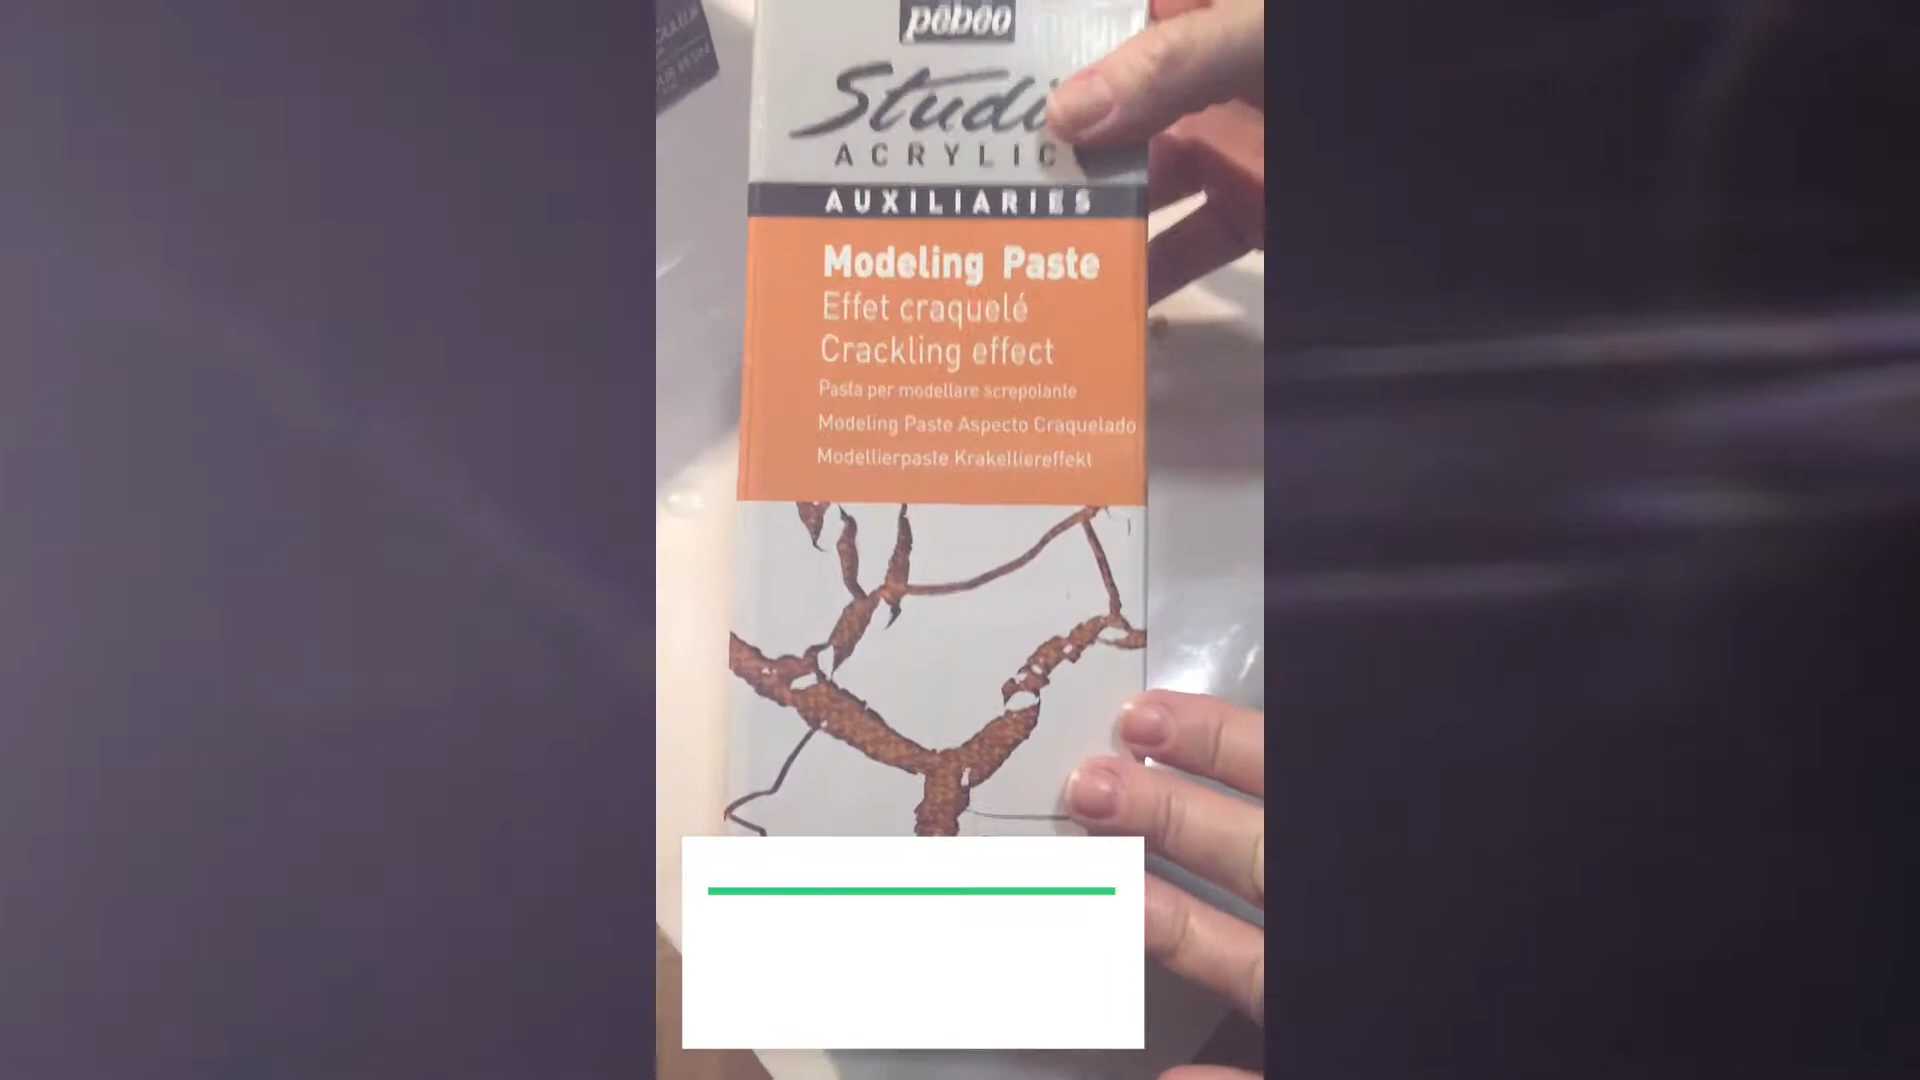 pébéo
Studi
ACRYLIC
AUXILIARIES
Modeling Paste
Effet craquelé
Crackling effect
Pasta per modellare screpolante
Modeling Paste Aspecto Craquelado
Modellierpaste Krakelliereffekt